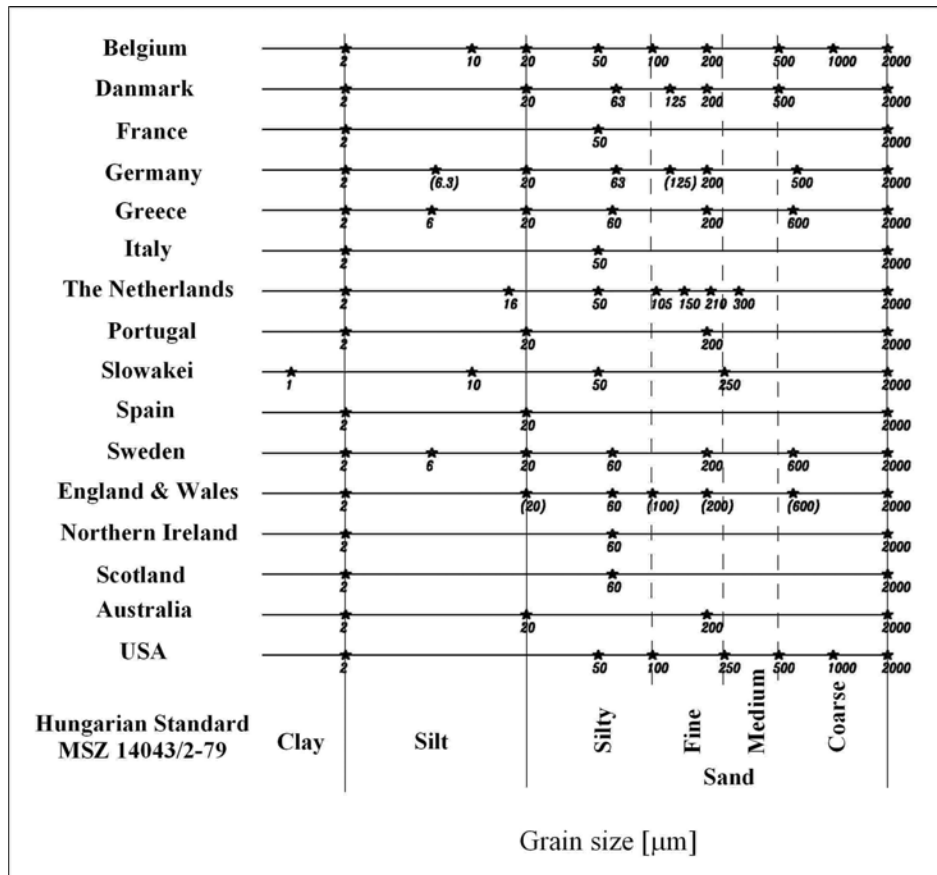 Belgium
2 10 20 50 100 200 500 1000 2000
Danmark
2 20 63 125 200 500 2000
France
2 50 2000
Germany
2 (6.3) 20 63 (125) 200 500 2000
Greece
2 6 20 60 200 600 2000
Italy
2 50 2000
The Netherlands
2 16 50 105 150 210 300 2000
Portugal
2 20 200 2000
Slowakei
1 10 50 250 2000
Spain
2 20 2000
Sweden
2 6 20 60 200 600 2000
England & Wales
2 (20) 60 (100) (200) (600) 2000
Northern Ireland
2 60 2000
Scotland
2 60 2000
Australia
2 20 200 2000
USA
2 50 100 250 500 1000 2000
Hungarian Standard
MSZ 14043/2-79
Clay Silt Silty Fine Medium Coarse
Sand
Grain size [μm]